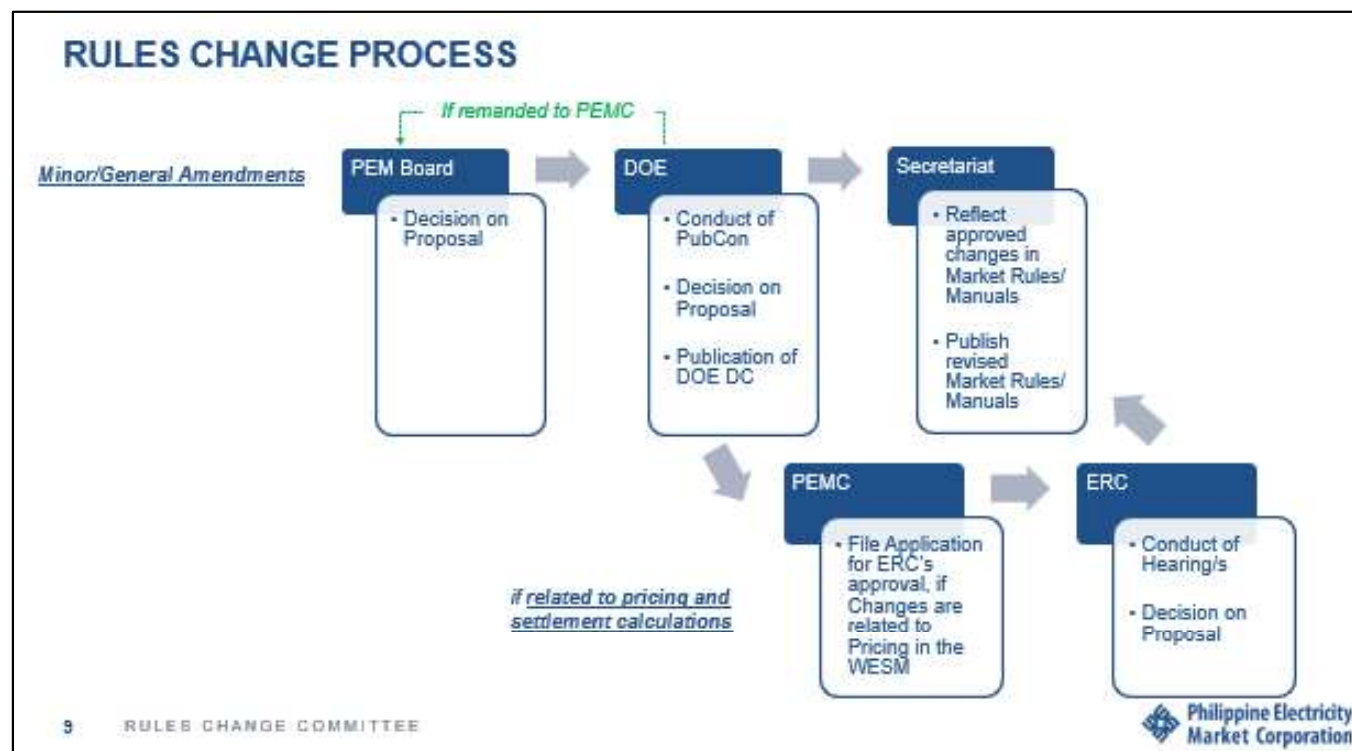 RULES CHANGE PROCESS
If remanded to PEMC
Minor/General Amendments
PEM Board
• Decision on
Proposal
DOE
• Conduct of
PubCon
• Decision on
Proposal
• Publication of
DOE DC
Secretariat
• Reflect
approved
changes in
Market Rules/
Manuals
• Publish
revised
Market Rules/
Manuals
if related to pricing and
settlement calculations
PEMC
• File Application
for ERC's
approval, if
Changes are
related to
Pricing in the
WESM
ERC
• Conduct of
Hearing/s
• Decision on
Proposal
9 RULES CHANGE COMMITTEE
Philippine Electricity
Market Corporation